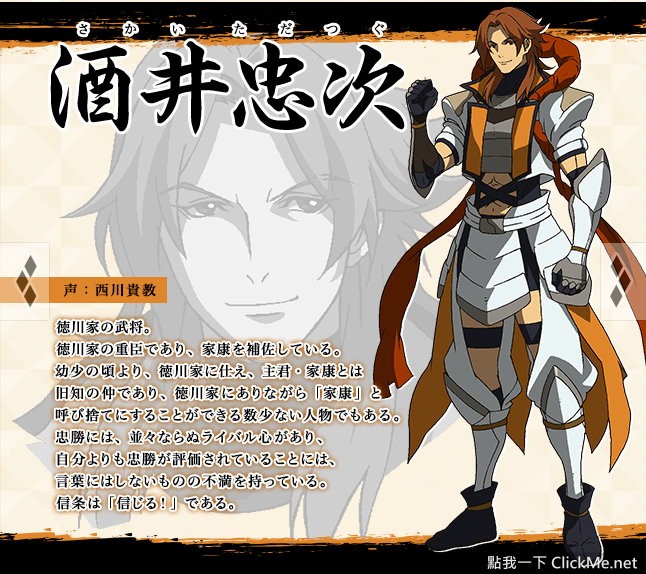 さかいただつぐ
酒井忠次
声：西川貴教
徳川家の武将。
徳川家の重臣であり、家康を補佐している。
幼少の頃より、徳川家に仕え、主君・家康とは
旧知の仲であり、徳川家にありながら「家康」と
呼び捨てにすることができる数少ない人物でもある。
忠勝には、並々ならぬライバル心があり、
自分よりも忠勝が評価されていることには、
言葉にはしないものの不満を持っている。
信条は「信じる！」である。
點我一下 ClickMe.net